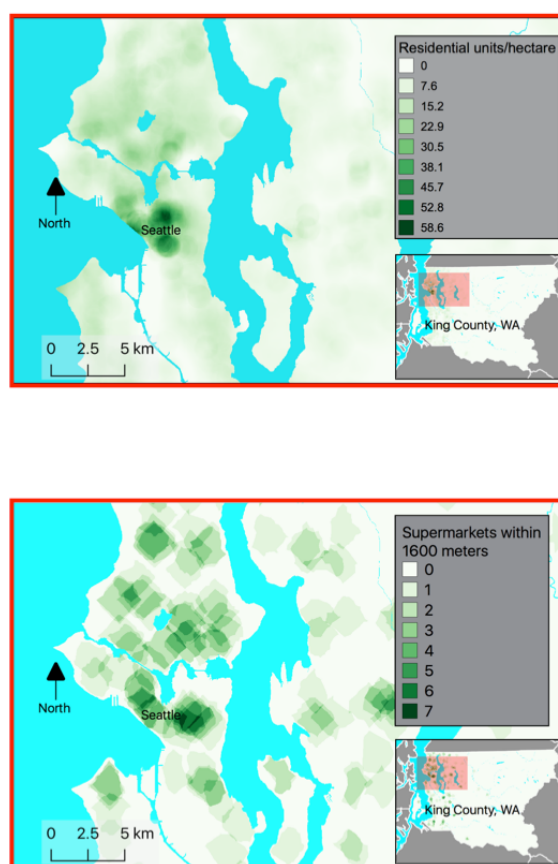 Residential units/hectare
0
7.6
15.2
22.9
30.5
38.1
45.7
52.8
58.6
North
Seattle
King County, WA
0 2.5 5 km
Supermarkets within
1600 meters
0
1
2
3
4
5
6
7
North
Seattle
King County, WA
0 2.5 5 km